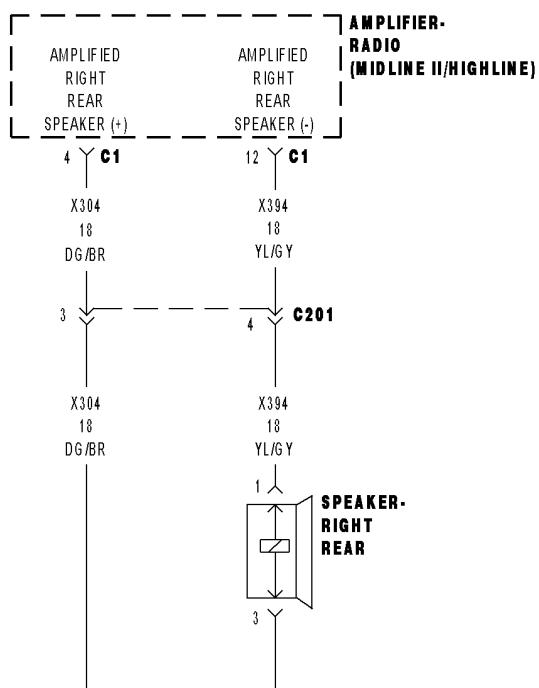 AMPLIFIER-
RADIO
(MIDLINE II/HIGHLINE)
AMPLIFIED
RIGHT
REAR
SPEAKER (+)
AMPLIFIED
RIGHT
REAR
SPEAKER (-)
4 C1
12 C1
X304
18
DG/BR
X394
18
YL/GY
3
4 C201
X304
18
DG/BR
X394
18
YL/GY
1
SPEAKER-
RIGHT
REAR
3